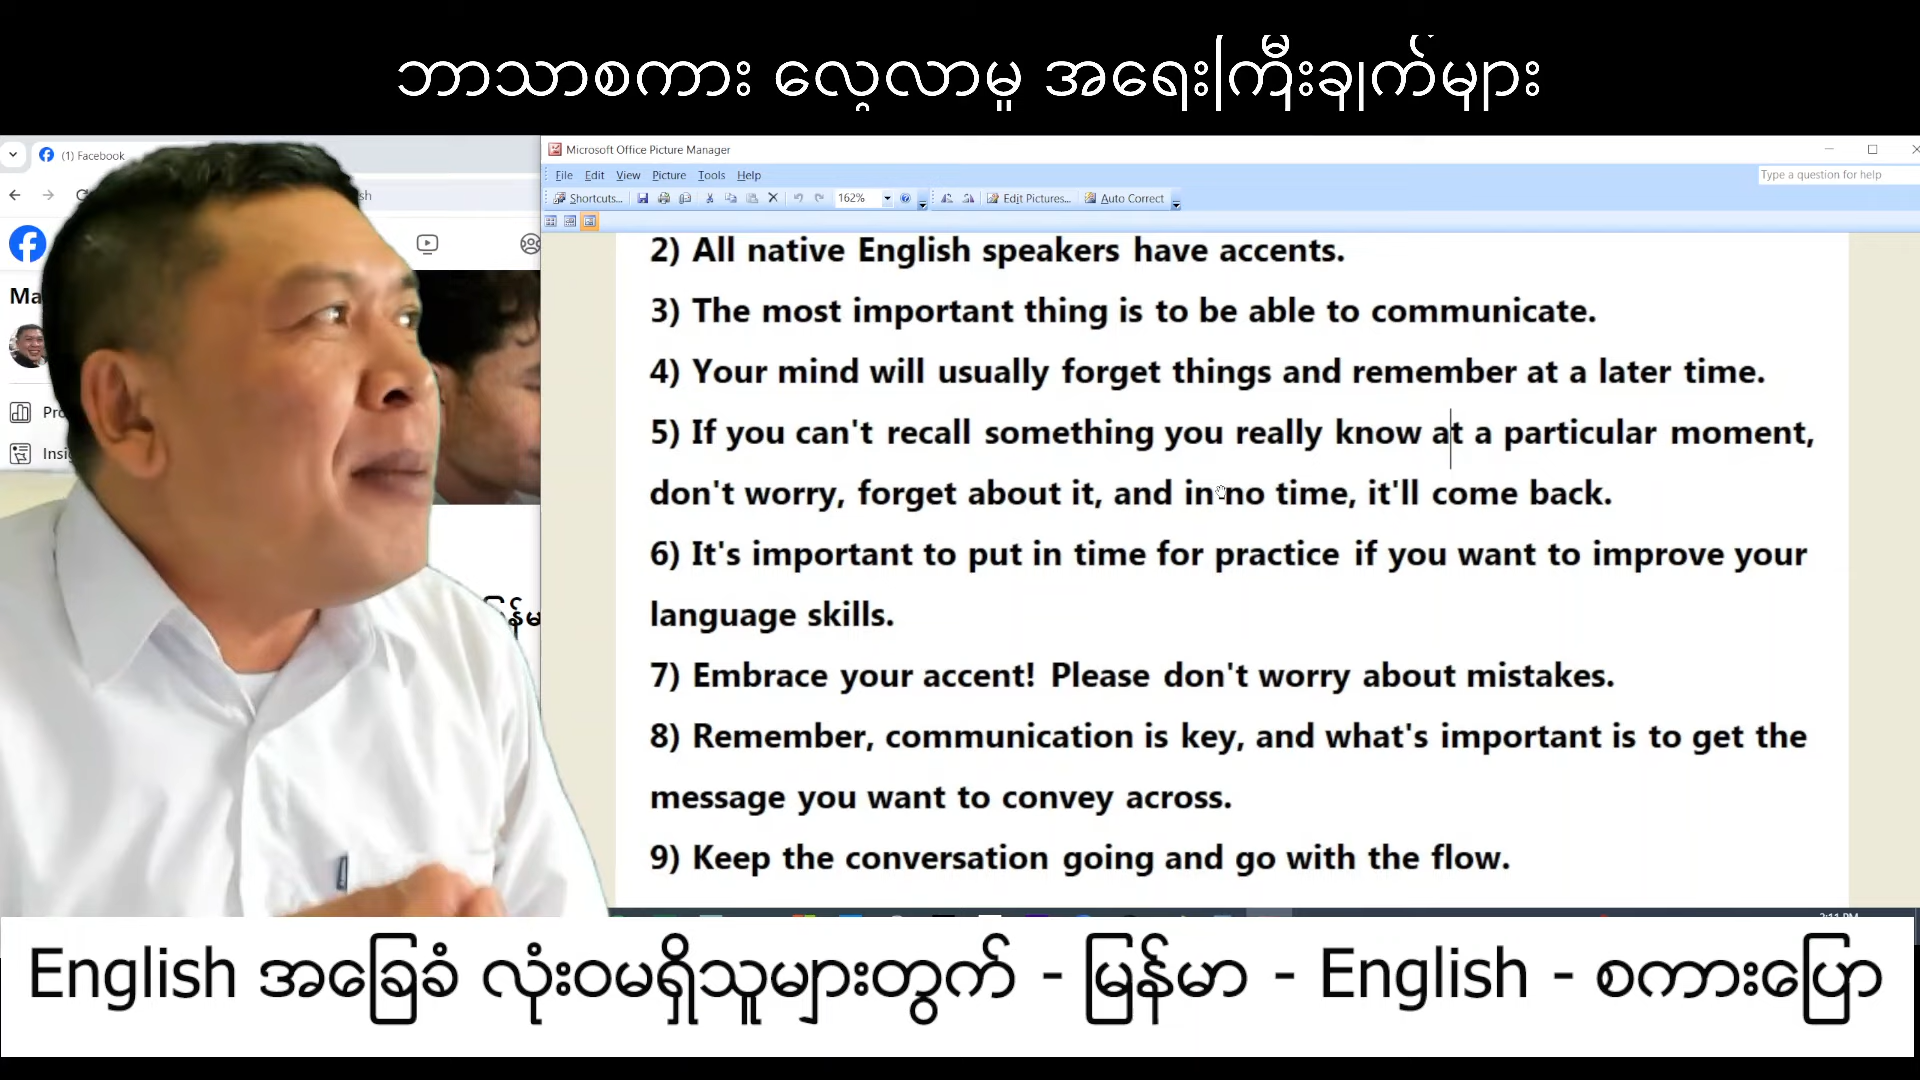 ဘာသာစကား လေ့လာမှု အရေးကြီးချက်များ
(1) Facebook
Microsoft Office Picture Manager
File Edit View Picture Tools Help
Type a question for help
Shortcuts... 162% Edit Pictures... Auto Correct
2) All native English speakers have accents.
3) The most important thing is to be able to communicate.
4) Your mind will usually forget things and remember at a later time.
5) If you can't recall something you really know at a particular moment,
don't worry, forget about it, and in no time, it'll come back.
6) It's important to put in time for practice if you want to improve your
language skills.
7) Embrace your accent! Please don't worry about mistakes.
8) Remember, communication is key, and what's important is to get the
message you want to convey across.
9) Keep the conversation going and go with the flow.
English အခြေခံ လုံးဝမရှိသူများတွက် - မြန်မာ - English - စကားပြော